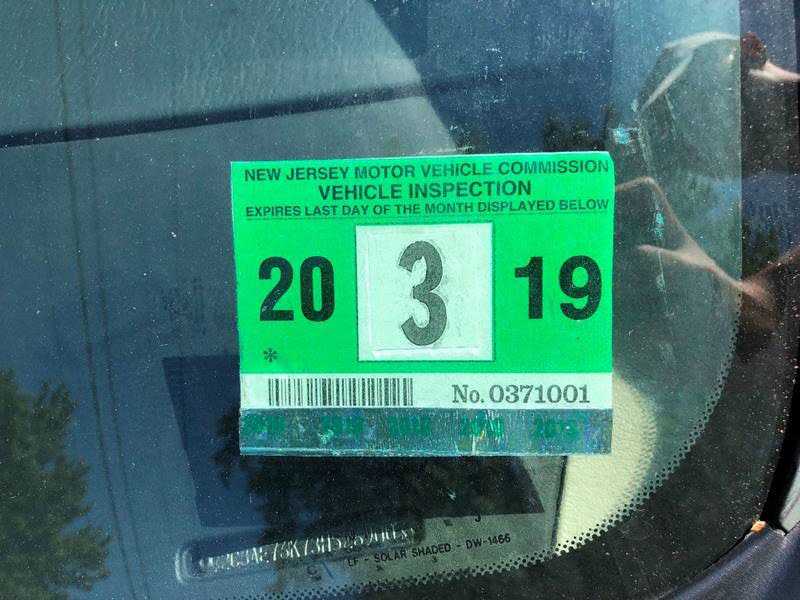 NEW JERSEY MOTOR VEHICLE COMMISSION
VEHICLE INSPECTION
EXPIRES LAST DAY OF THE MONTH DISPLAYED BELOW
20 3 19
*
No. 0371001
LF - SOLAR SHADED - DW-1466